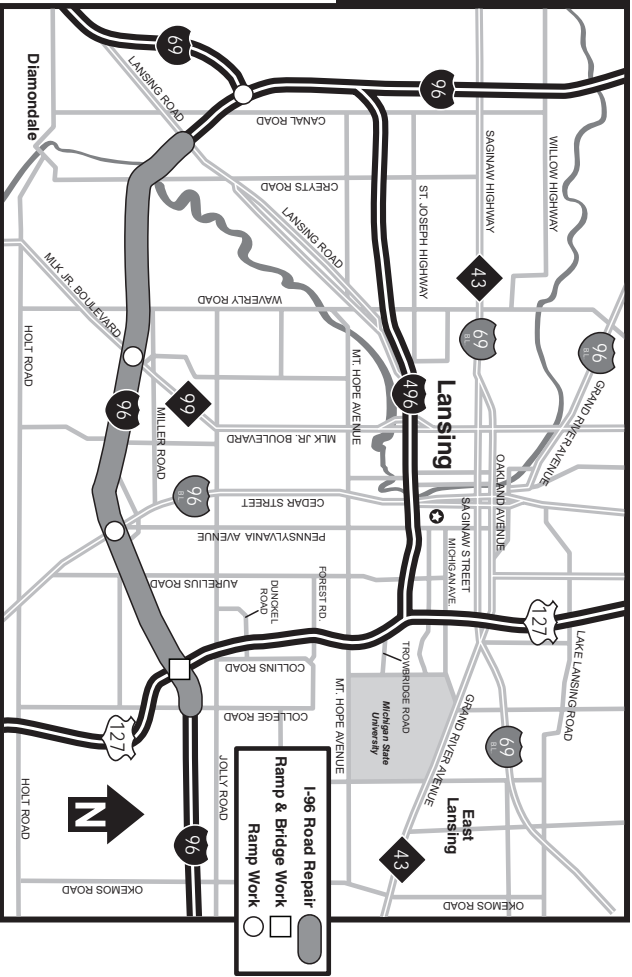 Diamondale
69
LANSING ROAD
96
CANAL ROAD
CREYTS ROAD
LANSING ROAD
ST. JOSEPH HIGHWAY
SAGINAW HIGHWAY
WILLOW HIGHWAY
43
69
BL
96
BL
GRAND RIVER AVENUE
WAVERLY ROAD
MLK JR. BOULEVARD
HOLT ROAD
96
99
MILLER ROAD
MT. HOPE AVENUE
496
Lansing
MLK JR. BOULEVARD
96
BL
CEDAR STREET
PENNSYLVANIA AVENUE
OAKLAND AVENUE
SAGINAW STREET
MICHIGAN AVE.
AURELIUS ROAD
DUNCKEL
ROAD
FOREST RD.
127
LAKE LANSING ROAD
COLLINS ROAD
TROWBRIDGE ROAD
Michigan State
University
MT. HOPE AVENUE
COLLEGE ROAD
GRAND RIVER AVENUE
69
BL
East
Lansing
127
JOLLY ROAD
HOLT ROAD
N
96
43
OKEMOS ROAD
OKEMOS ROAD
I-96 Road Repair
Ramp & Bridge Work
Ramp Work